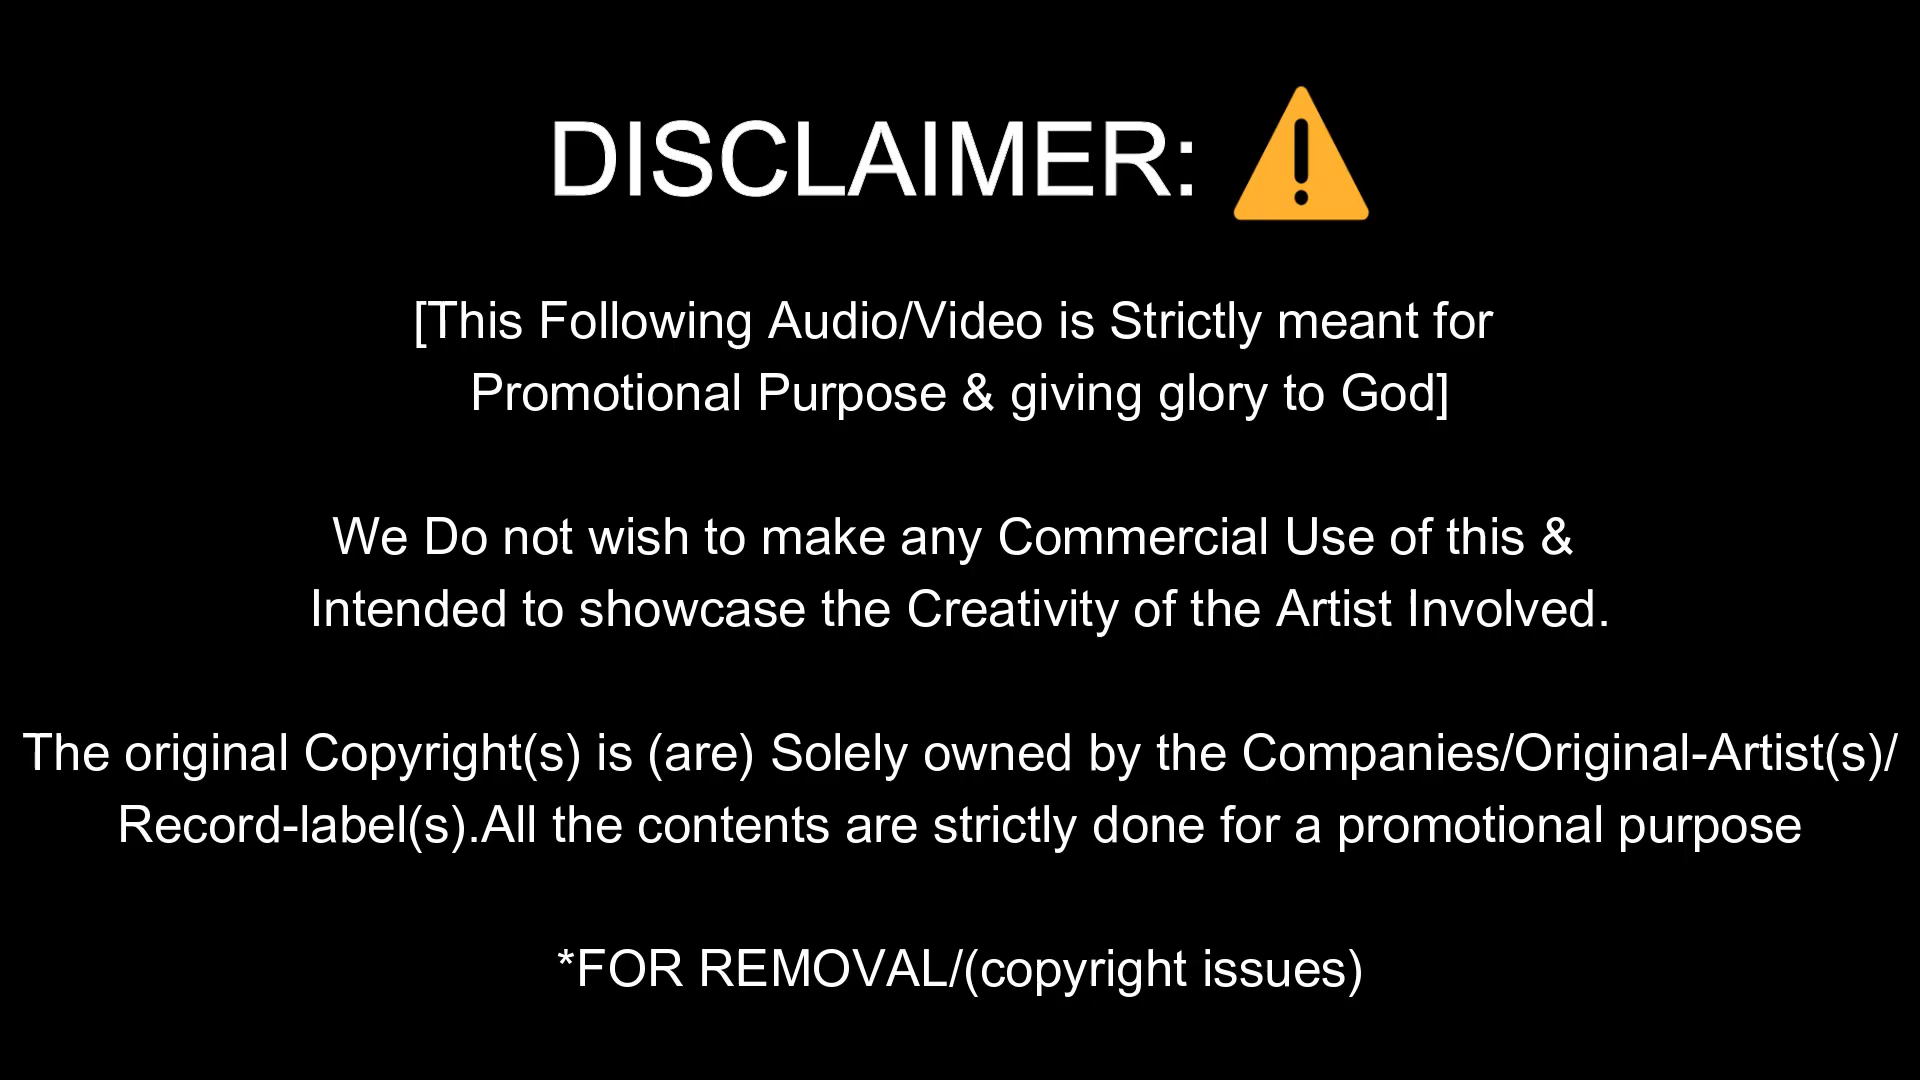 DISCLAIMER: ⚠
[This Following Audio/Video is Strictly meant for
Promotional Purpose & giving glory to God]
We Do not wish to make any Commercial Use of this &
Intended to showcase the Creativity of the Artist Involved.
The original Copyright(s) is (are) Solely owned by the Companies/Original-Artist(s)/
Record-label(s).All the contents are strictly done for a promotional purpose
*FOR REMOVAL/(copyright issues)